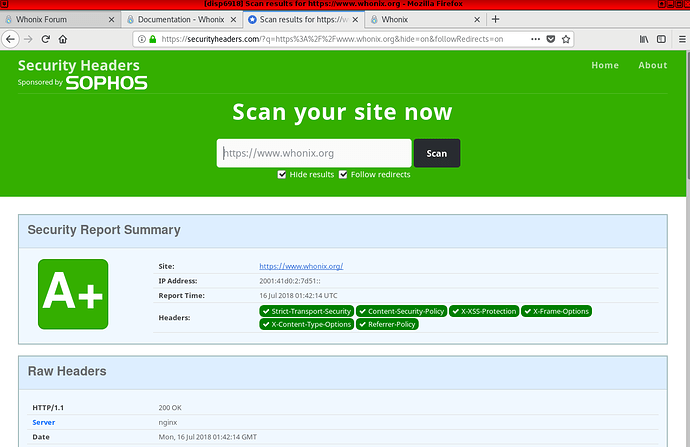 [disp6918] Scan results for https://www.whonix.org - Mozilla Firefox
Whonix Forum
Documentation - Whonix
Scan results for https://w
Whonix
https://securityheaders.com/?q=https%3A%2F%2Fwww.whonix.org&hide=on&followRedirects=on
Security Headers
Sponsored by SOPHOS
Home About
Scan your site now
https://www.whonix.org
Scan
Hide results Follow redirects
Security Report Summary
A+
Site: https://www.whonix.org/
IP Address: 2001:41d0:2:7d51::
Report Time: 16 Jul 2018 01:42:14 UTC
Headers: Strict-Transport-Security Content-Security-Policy X-XSS-Protection X-Frame-Options
X-Content-Type-Options Referrer-Policy
Raw Headers
HTTP/1.1 200 OK
Server nginx
Date Mon, 16 Jul 2018 01:42:14 GMT